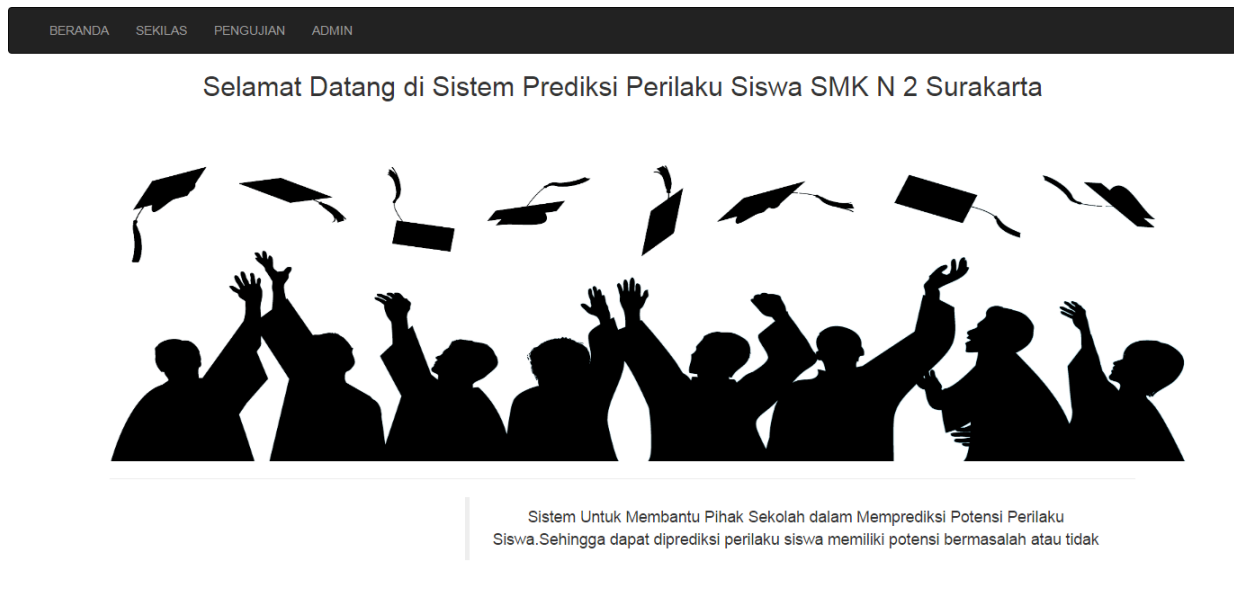 BERANDA SEKILAS PENGUJIAN ADMIN
Selamat Datang di Sistem Prediksi Perilaku Siswa SMK N 2 Surakarta
Sistem Untuk Membantu Pihak Sekolah dalam Memprediksi Potensi Perilaku
Siswa.Sehingga dapat diprediksi perilaku siswa memiliki potensi bermasalah atau tidak